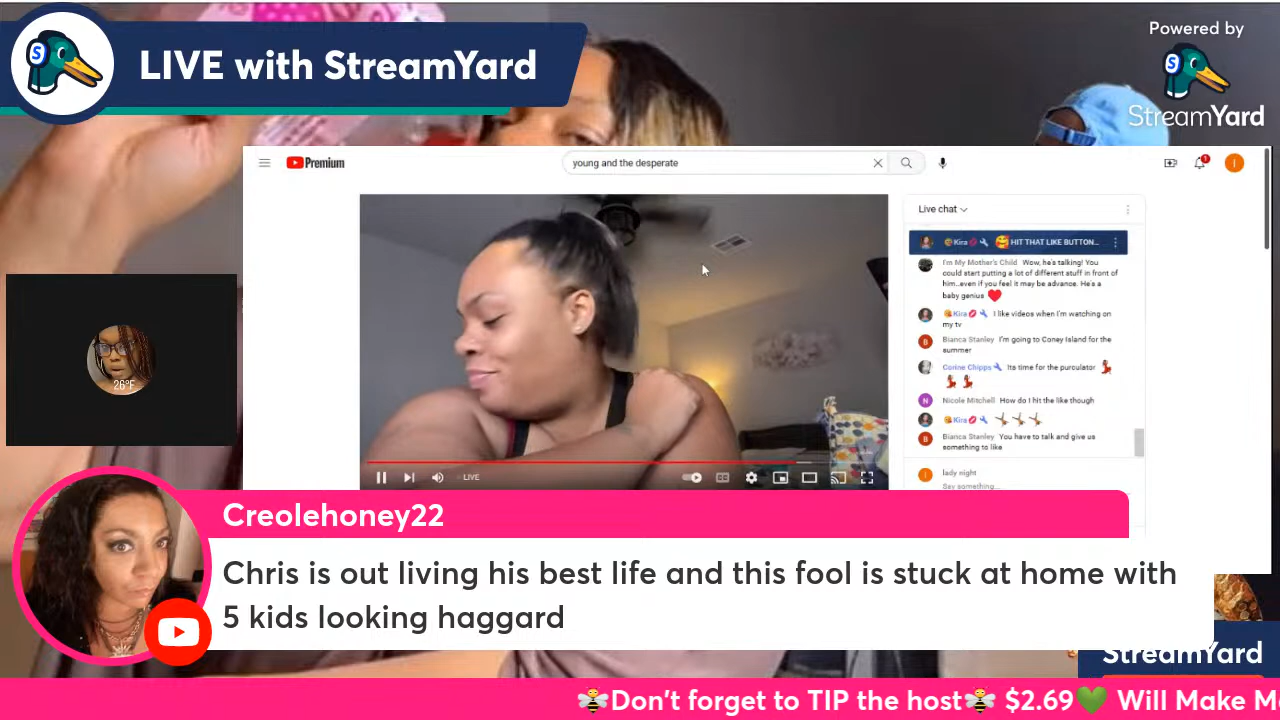 LIVE with StreamYard
Powered by
StreamYard
Premium
young and the desperate
Live chat
Kira HIT THAT LIKE BUTTON...
I'm My Mother's Child Wow, he's talking! You
could start putting a lot of different stuff in front of
him..even if you feel it may be advance. He's a
baby genius
Kira I like videos when I'm watching on
my tv
Bianca Stanley I'm going to Coney Island for the
summer
Corine Chipps Its time for the purculator
Nicole Mitchell How do I hit the like though
Kira
Bianca Stanley You have to talk and give us
something to like
lady night
Say something...
LIVE
26°F
Creolehoney22
Chris is out living his best life and this fool is stuck at home with
5 kids looking haggard
StreamYard
Don't forget to TIP the host $2.69 Will Make